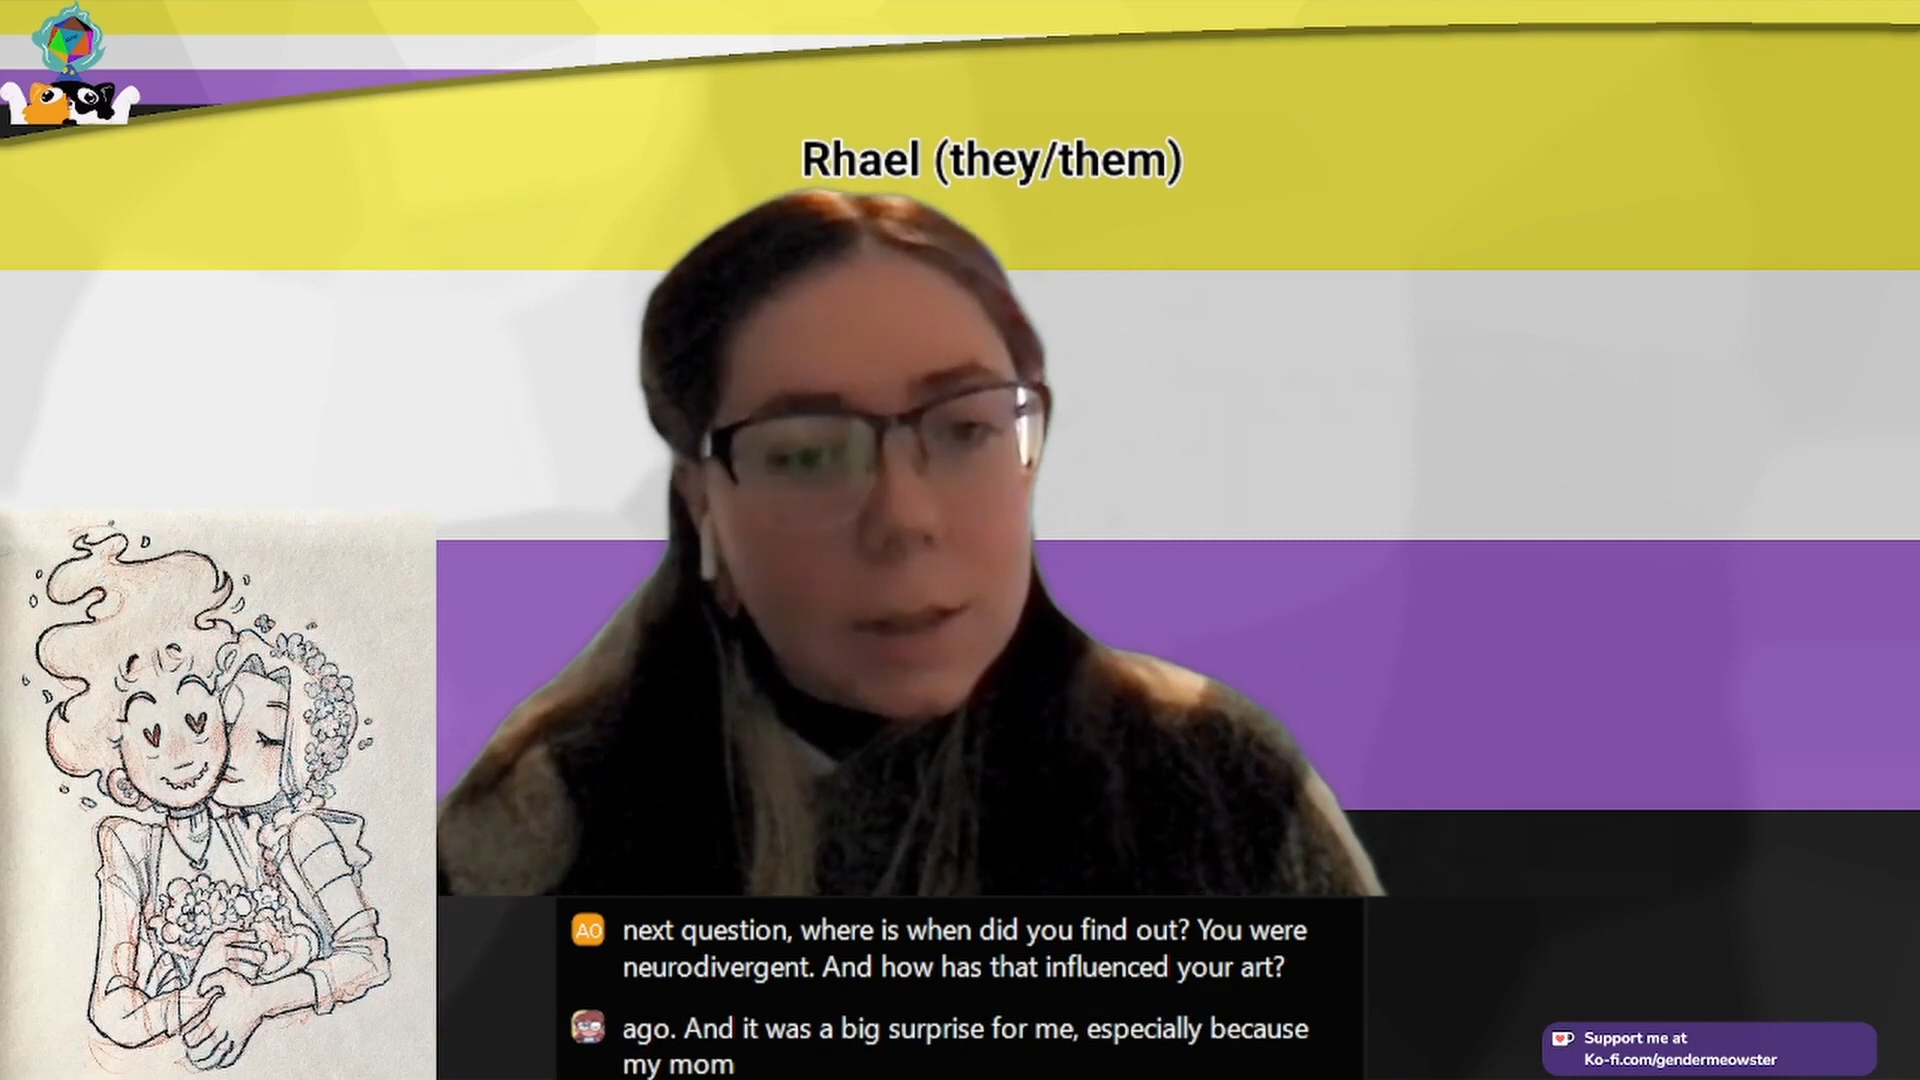 Rhael (they/them)
AO
next question, where is when did you find out? You were
neurodivergent. And how has that influenced your art?
ago. And it was a big surprise for me, especially because
my mom
Support me at
Ko-fi.com/gendermeowster